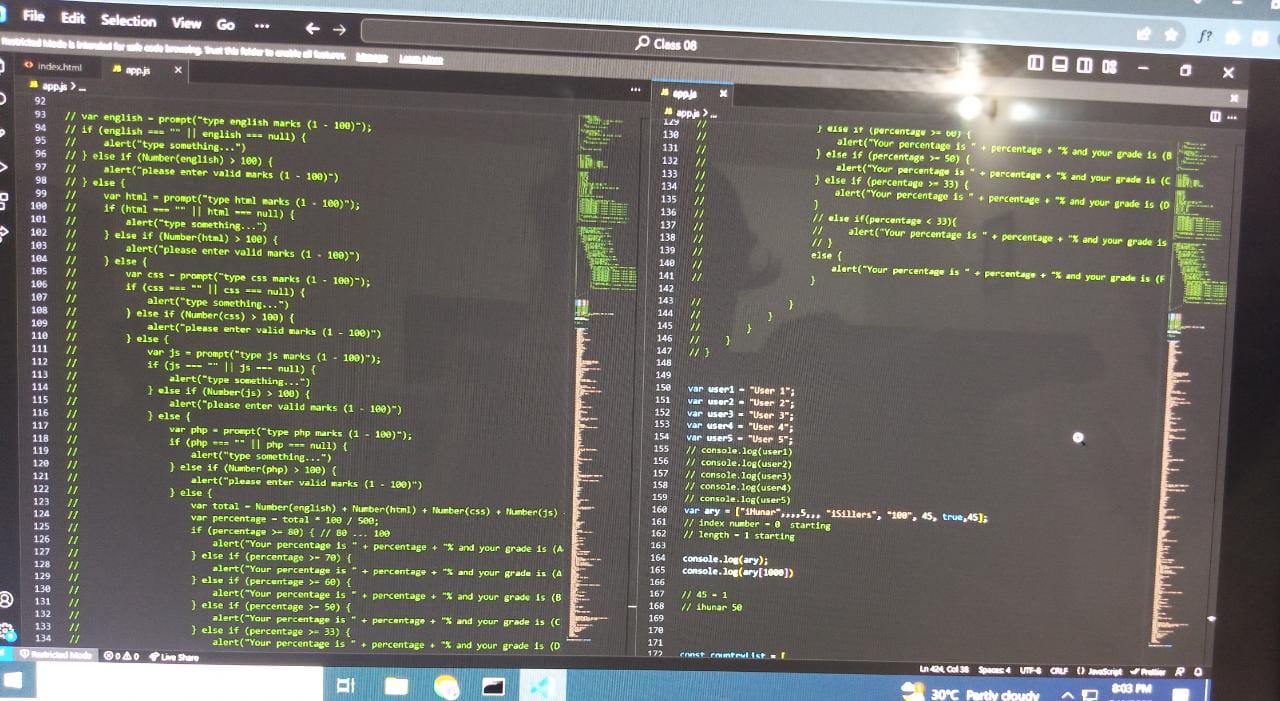 File Edit Selection View Go ...
Class 08
Restricted Mode is intended for safe code browsing. Trust this folder to enable all features. Manage Learn More
index.html
app.js
app.js > ...
92
93 // var english = prompt("type english marks (1 - 100)");
94 // if (english === "" || english === null) {
95 // alert("type something...")
96 // } else if (Number(english) > 100) {
97 // alert("please enter valid marks (1 - 100)")
98 // } else {
99 // var html = prompt("type html marks (1 - 100)");
100 // if (html === "" || html === null) {
101 // alert("type something...")
102 // } else if (Number(html) > 100) {
103 // alert("please enter valid marks (1 - 100)")
104 // } else {
105 // var css = prompt("type css marks (1 - 100)");
106 // if (css === "" || css === null) {
107 // alert("type something...")
108 // } else if (Number(css) > 100) {
109 // alert("please enter valid marks (1 - 100)")
110 // } else {
111 // var js = prompt("type js marks (1 - 100)");
112 // if (js === "" || js === null) {
113 // alert("type something...")
114 // } else if (Number(js) > 100) {
115 // alert("please enter valid marks (1 - 100)")
116 // } else {
117 // var php = prompt("type php marks (1 - 100)");
118 // if (php === "" || php === null) {
119 // alert("type something...")
120 // } else if (Number(php) > 100) {
121 // alert("please enter valid marks (1 - 100)")
122 // } else {
123 // var total = Number(english) + Number(html) + Number(css) + Number(js)
124 // var percentage = total * 100 / 500;
125 // if (percentage >= 80) { // 80 ... 100
126 // alert("Your percentage is " + percentage + "% and your grade is (A
127 // } else if (percentage >= 70) {
128 // alert("Your percentage is " + percentage + "% and your grade is (A
129 // } else if (percentage >= 60) {
130 // alert("Your percentage is " + percentage + "% and your grade is (B
131 // } else if (percentage >= 50) {
132 // alert("Your percentage is " + percentage + "% and your grade is (C
133 // } else if (percentage >= 33) {
134 // alert("Your percentage is " + percentage + "% and your grade is (D
app.js
app.js > ...
129 // } else if (percentage >= 60) {
130 // alert("Your percentage is " + percentage + "% and your grade is (B
131 // } else if (percentage >= 50) {
132 // alert("Your percentage is " + percentage + "% and your grade is (C
133 // } else if (percentage >= 33) {
134 // alert("Your percentage is " + percentage + "% and your grade is (D
135 // }
136 // // else if(percentage < 33){
137 // // alert("Your percentage is " + percentage + "% and your grade is
138 // // }
139 // else {
140 // alert("Your percentage is " + percentage + "% and your grade is (F
141 // }
142
143 // }
144 // }
145 // }
146 // }
147 // }
148
149
150 var user1 = "User 1";
151 var user2 = "User 2";
152 var user3 = "User 3";
153 var user4 = "User 4";
154 var user5 = "User 5";
155 // console.log(user1)
156 // console.log(user2)
157 // console.log(user3)
158 // console.log(user4)
159 // console.log(user5)
160 var ary = ["iHunar",,,,5,,, "iSillers", "100", 45, true,45];
161 // index number = 0 starting
162 // length = 1 starting
163
164 console.log(ary);
165 console.log(ary[1000])
166
167 // 45 = 1
168 // ihunar 50
169
170
171
172 const countryList = [
Restricted Mode 0 0 Live Share
Ln 424, Col 38 Spaces: 4 UTF-8 CRLF {} JavaScript Prettier
30°C Partly cloudy
8:03 PM